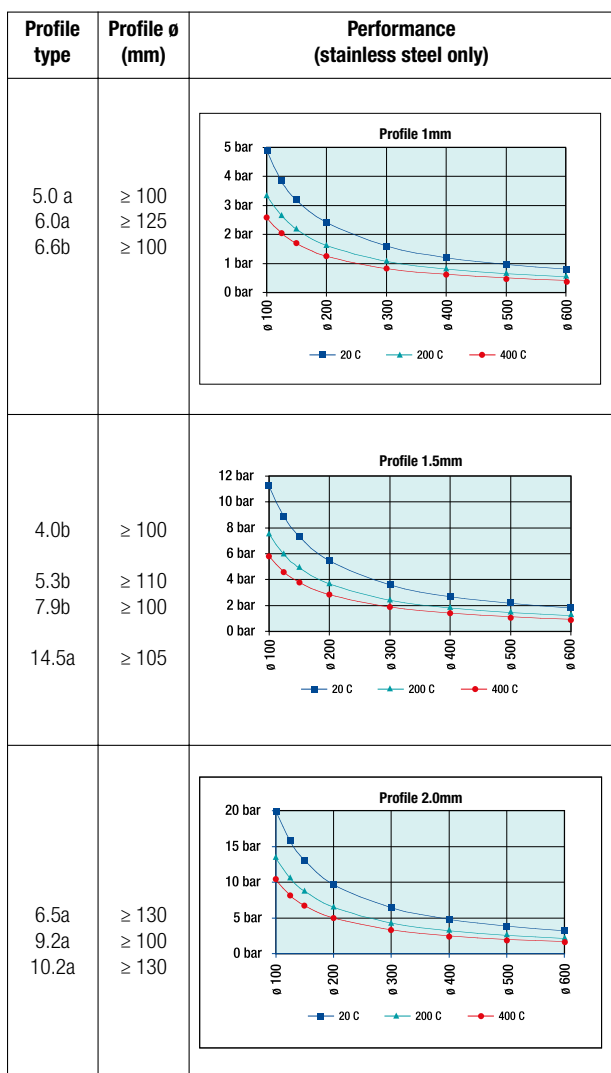 Profile type
Profile ø (mm)
Performance (stainless steel only)
5.0 a ≥ 100
6.0a ≥ 125
6.6b ≥ 100
Profile 1mm
5 bar
4 bar
3 bar
2 bar
1 bar
0 bar
ø 100 ø 200 ø 300 ø 400 ø 500 ø 600
20 C 200 C 400 C
4.0b ≥ 100
5.3b ≥ 110
7.9b ≥ 100
14.5a ≥ 105
Profile 1.5mm
12 bar
10 bar
8 bar
6 bar
4 bar
2 bar
0 bar
ø 100 ø 200 ø 300 ø 400 ø 500 ø 600
20 C 200 C 400 C
6.5a ≥ 130
9.2a ≥ 100
10.2a ≥ 130
Profile 2.0mm
20 bar
15 bar
10 bar
5 bar
0 bar
ø 100 ø 200 ø 300 ø 400 ø 500 ø 600
20 C 200 C 400 C